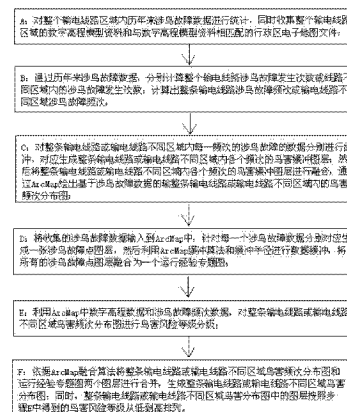 A：对整个输电线路区域内历年来涉鸟故障数据进行统计，同时收集整个输电线路
区域的数字高程模型资料和与数字高程模型资料相匹配的行政区电子地图文件；
B：通过历年来涉鸟故障数据，分别计算整个输电线路涉鸟故障发生次数或线路不
同区域内的涉鸟故障发生次数；计算出整条输电线路涉鸟故障频次或输电线路不
同区域涉鸟故障频次；
C：对整条输电线路或输电线路不同区域内每一频次的涉鸟故障的数据分别进行缓
冲，对应生成整条输电线路或输电线路不同区域内各个频次的鸟害缓冲图层，然
后将整条输电线路或输电线路不同区域内各个频次的鸟害缓冲图层进行融合，通
过ArcMap绘出基于涉鸟故障数据的输整条输电线路或输电线路不同区域内的鸟害
频次分布图；
D：将收集的涉鸟故障数据输入到ArcMap中，针对每一个涉鸟故障数据分别对应生
成一张涉鸟故障点图层，然后利用ArcMap缓冲算法和缓冲半径进行数据缓冲，将
所有的涉鸟故障点图层融合为一个运行经验专题图；
E：利用ArcMap中数字高程数据和涉鸟故障频次数据，对整条输电线路或输电线路
不同区域鸟害频次分布图进行鸟害风险等级分级；
F：依据ArcMap融合算法将整条输电线路或输电线路不同区域鸟害频次分布图和
运行经验专题图两个图层进行合并，生成整条输电线路或输电线路不同区域鸟害
分布图；同时，整条输电线路或输电线路不同区域鸟害分布图中的图层按照步骤
E中得到的鸟害风险等级从低到高排列。